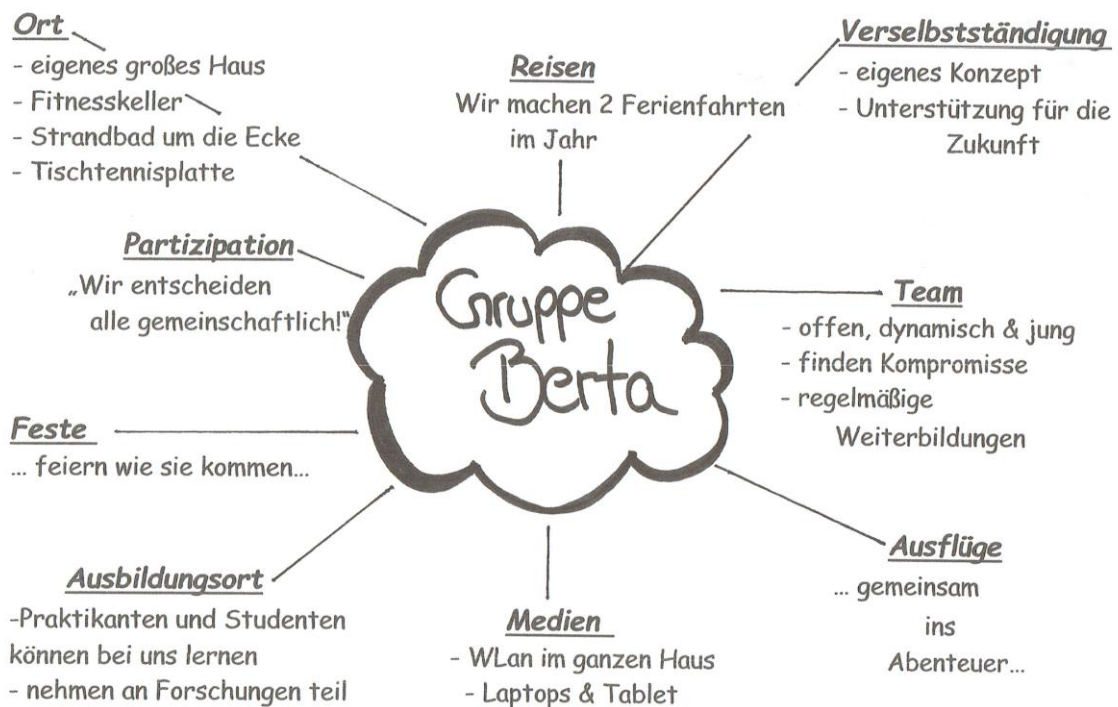 Ort
- eigenes großes Haus
- Fitnesskeller
- Strandbad um die Ecke
- Tischtennisplatte
Reisen
Wir machen 2 Ferienfahrten
im Jahr
Verselbstständigung
- eigenes Konzept
- Unterstützung für die
Zukunft
Partizipation
„Wir entscheiden
alle gemeinschaftlich!"
Gruppe
Berta
Team
- offen, dynamisch & jung
- finden Kompromisse
- regelmäßige
Weiterbildungen
Feste
... feiern wie sie kommen...
Ausbildungsort
-Praktikanten und Studenten
können bei uns lernen
- nehmen an Forschungen teil
Medien
- WLan im ganzen Haus
- Laptops & Tablet
Ausflüge
... gemeinsam
ins
Abenteuer...